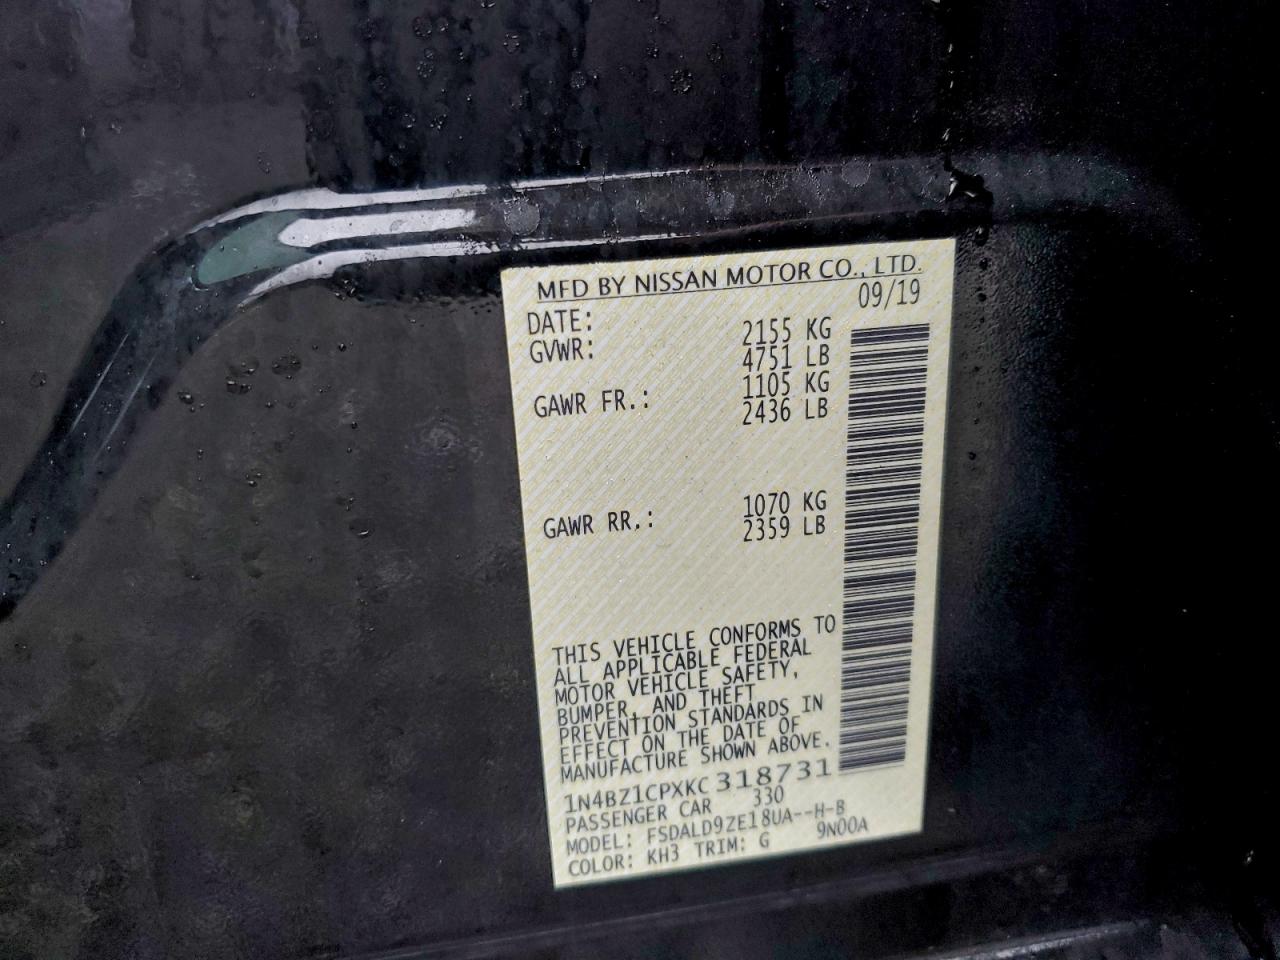 MFD BY NISSAN MOTOR CO., LTD.
DATE: 09/19
GVWR: 2155 KG
4751 LB
GAWR FR.: 1105 KG
2436 LB
GAWR RR.: 1070 KG
2359 LB
THIS VEHICLE CONFORMS TO
ALL APPLICABLE FEDERAL
MOTOR VEHICLE SAFETY,
BUMPER, AND THEFT
PREVENTION STANDARDS IN
EFFECT ON THE DATE OF
MANUFACTURE SHOWN ABOVE.
1N4BZ1CPXKC318731
PASSENGER CAR 330
MODEL: FSDALD9ZE18UA--H-B
COLOR: KH3 TRIM: G 9N00A